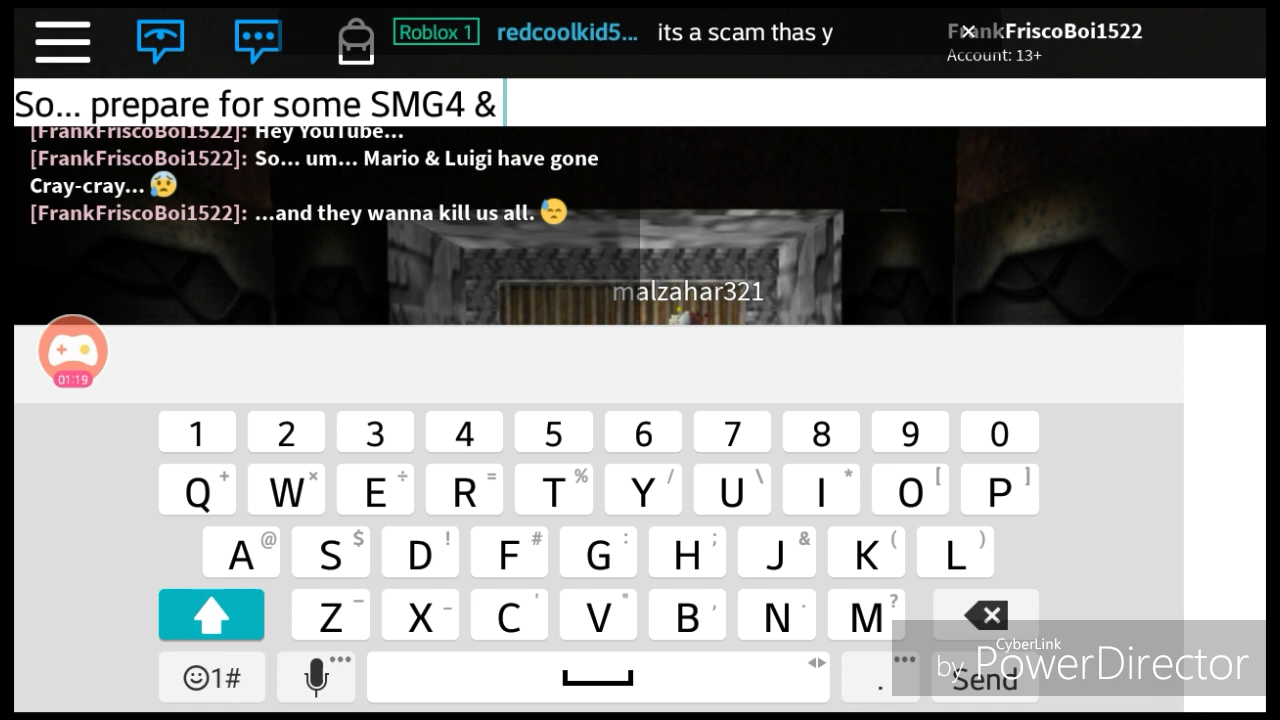 Roblox 1 redcoolkid5... its a scam thas y
FrankFriscoBoi1522
Account: 13+
So... prepare for some SMG4 &
[FrankFriscoBoi1522]: Hey YouTube...
[FrankFriscoBoi1522]: So... um... Mario & Luigi have gone
Cray-cray... 😰
[FrankFriscoBoi1522]: ...and they wanna kill us all. 😓
malzahar321
01:19
1 2 3 4 5 6 7 8 9 0
Q + W × E ÷ R = T % Y / U \ I * O [ P ]
A @ S $ D ! F # G : H ; J & K ( L )
Z – X - C ' V " B , N . M ?
☺1# ... ... . Send
CyberLink
by PowerDirector